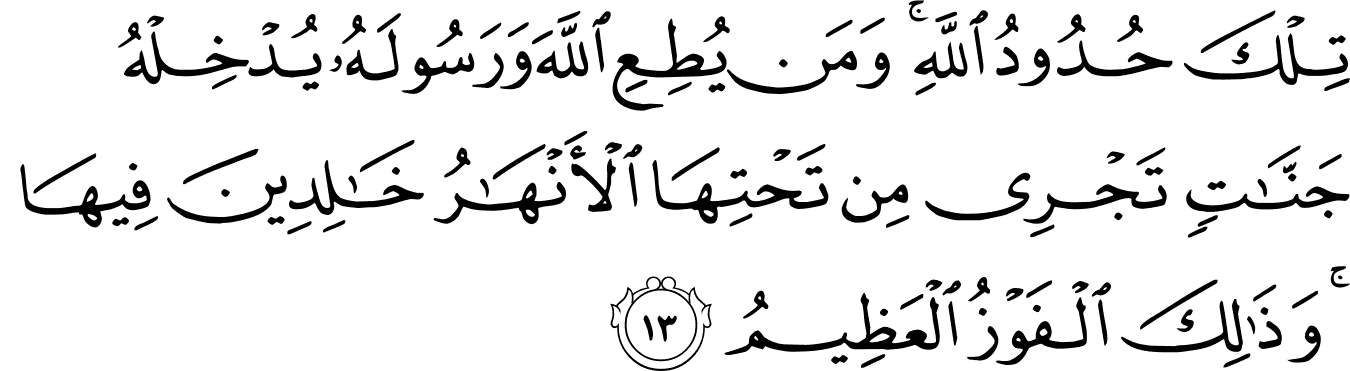 تِلْكَ حُدُودُ ٱللَّهِ ۚ وَمَن يُطِعِ ٱللَّهَ وَرَسُولَهُۥ يُدْخِلْهُ
جَنَّـٰتٍ تَجْرِى مِن تَحْتِهَا ٱلْأَنْهَـٰرُ خَـٰلِدِينَ فِيهَا
ۚ وَذَٰلِكَ ٱلْفَوْزُ ٱلْعَظِيمُ ١٣